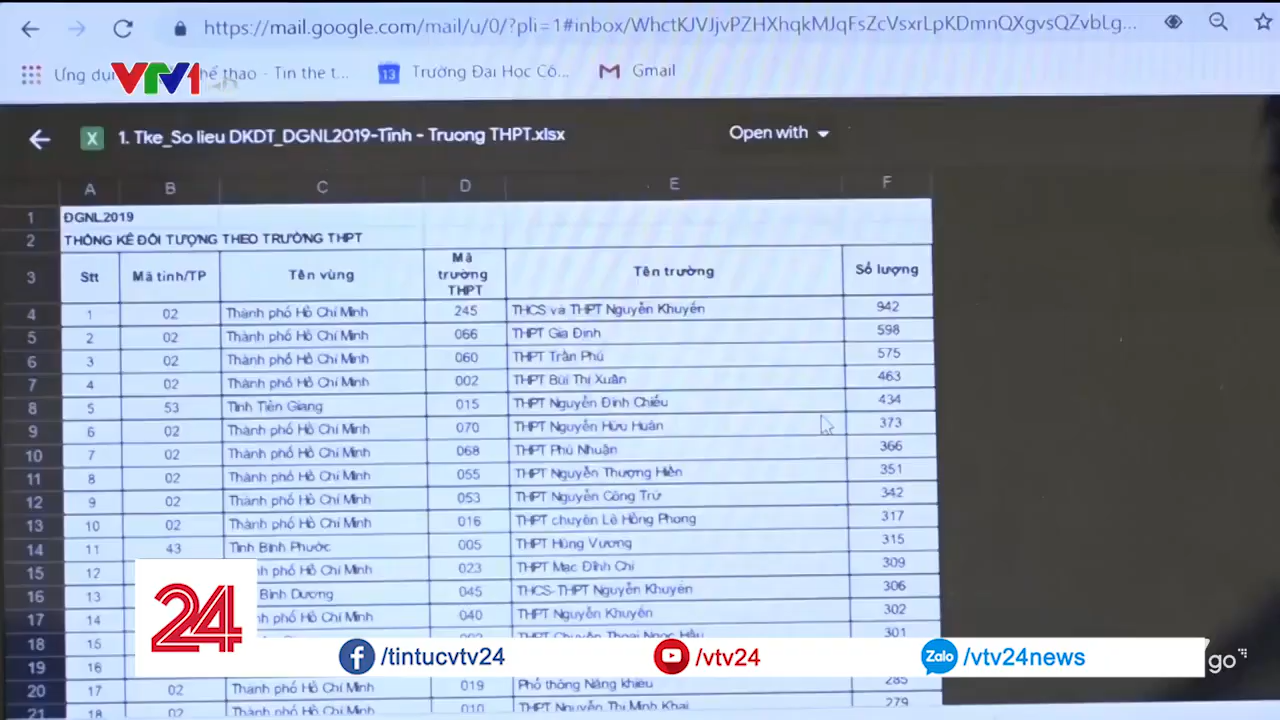 https://mail.google.com/mail/u/0/?pli=1#inbox/WhctKJVJjvPZHXhqkMJqFsZcVsxrLpKDmnQXgvsQZvbLg...
Ứng dụ VTV1 hể thao - Tin the t... 13 Trường Đại Học Cô... Gmail
X 1. Tke_So lieu DKDT_DGNL2019-Tinh - Truong THPT.xlsx Open with
A B C D E F
1 ĐGNL2019
2 THỐNG KÊ ĐỐI TƯỢNG THEO TRƯỜNG THPT
3 Stt Mã tỉnh/TP Tên vùng Mã trường THPT Tên trường Số lượng
4 1 02 Thành phố Hồ Chí Minh 245 THCS và THPT Nguyễn Khuyến 942
5 2 02 Thành phố Hồ Chí Minh 066 THPT Gia Định 598
6 3 02 Thành phố Hồ Chí Minh 060 THPT Trần Phú 575
7 4 02 Thành phố Hồ Chí Minh 002 THPT Bùi Thị Xuân 463
8 5 53 Tỉnh Tiền Giang 015 THPT Nguyễn Đình Chiểu 434
9 6 02 Thành phố Hồ Chí Minh 070 THPT Nguyễn Hữu Huân 373
10 7 02 Thành phố Hồ Chí Minh 068 THPT Phú Nhuận 366
11 8 02 Thành phố Hồ Chí Minh 055 THPT Nguyễn Thượng Hiền 351
12 9 02 Thành phố Hồ Chí Minh 053 THPT Nguyễn Công Trứ 342
13 10 02 Thành phố Hồ Chí Minh 016 THPT chuyên Lê Hồng Phong 317
14 11 43 Tỉnh Bình Phước 005 THPT Hùng Vương 315
15 12 h phố Hồ Chí Minh 023 THPT Mạc Đĩnh Chi 309
16 13 Bình Dương 045 THCS-THPT Nguyễn Khuyến 306
17 14 h phố Hồ Chí Minh 040 THPT Nguyễn Khuyến 302
18 15 THPT Chuyên Thoại Ngọc Hầu 301
19 16
24 /tintucvtv24 /vtv24 Zalo /vtv24news go
20 17 02 Thành phố Hồ Chí Minh 019 Phổ thông Năng khiếu 285
21 18 02 Thành phố Hồ Chí Minh 010 THPT Nguyễn Thị Minh Khai 279